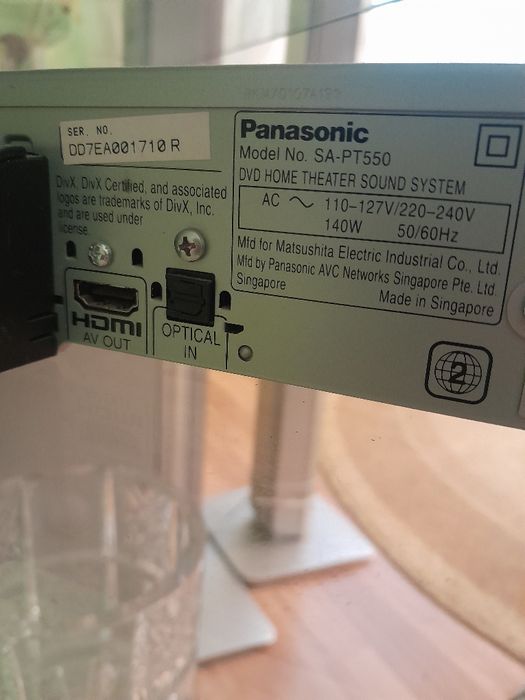 SER. NO.
DD7EA001710 R
DivX, DivX Certified, and associated
logos are trademarks of DivX, Inc.
and are used under
license.
HDMI
AV OUT
OPTICAL
IN
Panasonic
Model No. SA-PT550
DVD HOME THEATER SOUND SYSTEM
AC ~ 110–127V/220–240V
140W 50/60Hz
Mfd for Matsushita Electric Industrial Co., Ltd.
Mfd by Panasonic AVC Networks Singapore Pte. Ltd.
Singapore Made in Singapore
2